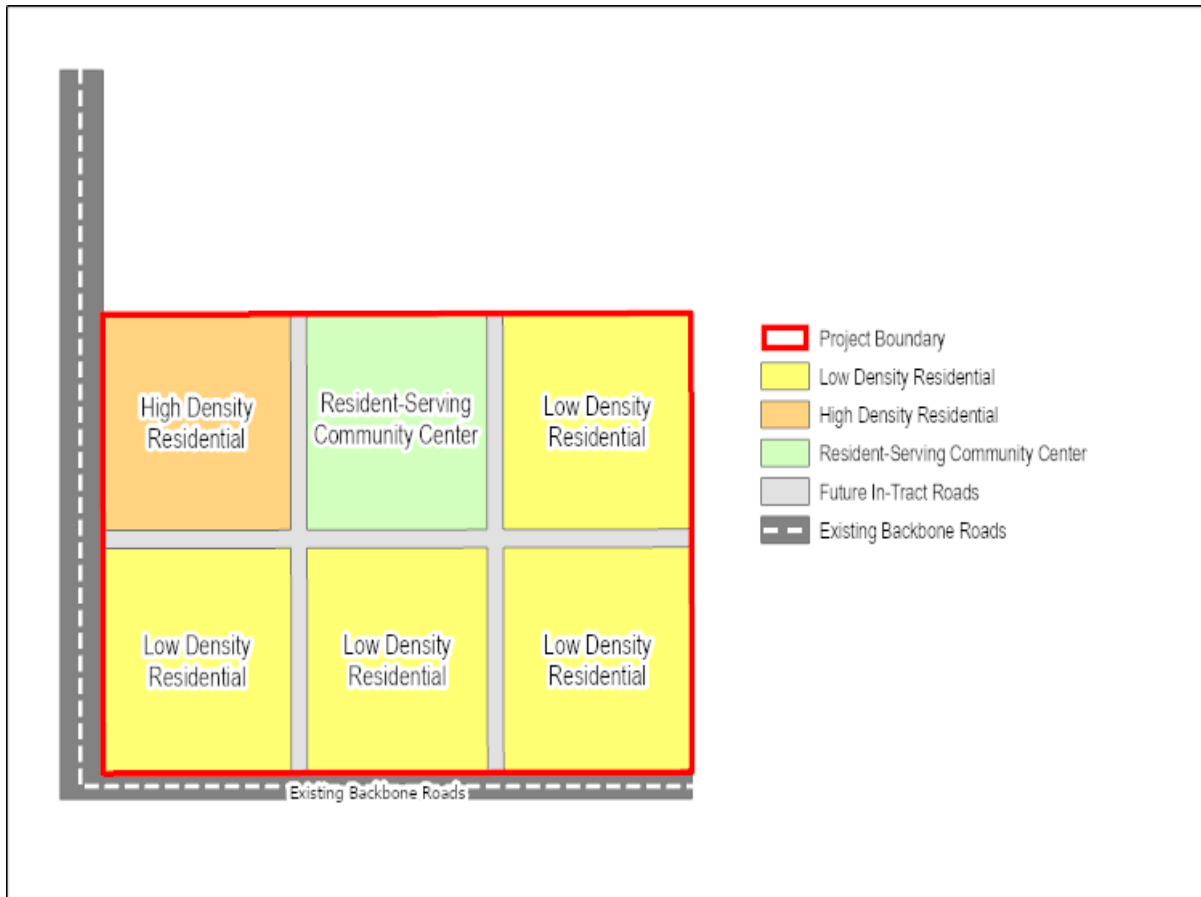 High Density
Residential
Resident-Serving
Community Center
Low Density
Residential
Low Density
Residential
Low Density
Residential
Low Density
Residential
Existing Backbone Roads
Project Boundary
Low Density Residential
High Density Residential
Resident-Serving Community Center
Future In-Tract Roads
Existing Backbone Roads